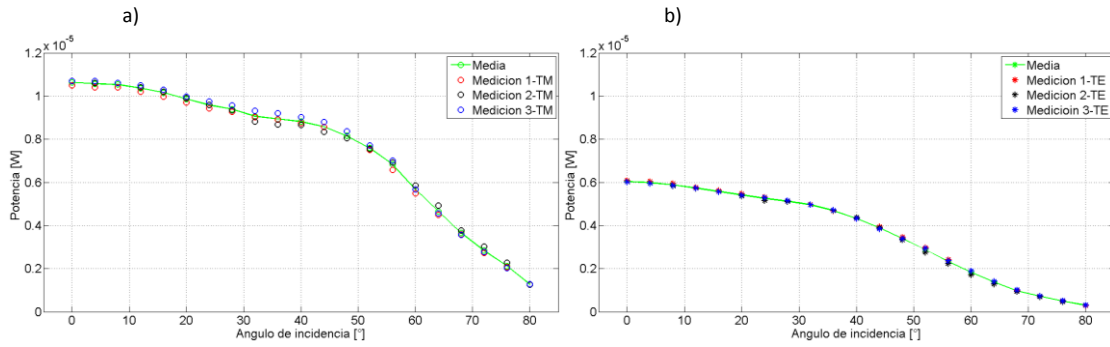 a)
1.2 x 10⁻⁵
1
0.8
0.6
0.4
0.2
0
Potencia [W]
0 10 20 30 40 50 60 70 80
Angulo de incidencia [°]
Media
Medicion 1-TM
Medicion 2-TM
Medicion 3-TM
b)
1.2 x 10⁻⁵
1
0.8
0.6
0.4
0.2
0
Potencia [W]
0 10 20 30 40 50 60 70 80
Angulo de incidencia [°]
Media
Medicion 1-TE
Medicion 2-TE
Medicioin 3-TE